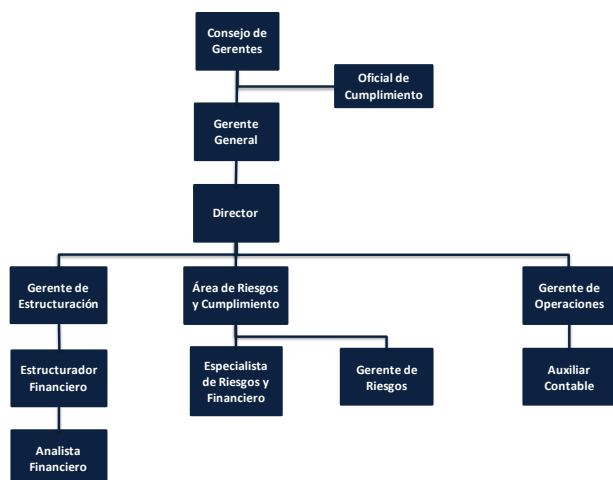 Consejo de
Gerentes
Oficial de
Cumplimiento
Gerente
General
Director
Gerente de
Estructuración
Área de Riesgos
y Cumplimiento
Gerente de
Operaciones
Estructurador
Financiero
Especialista
de Riesgos y
Financiero
Gerente de
Riesgos
Auxiliar
Contable
Analista
Financiero